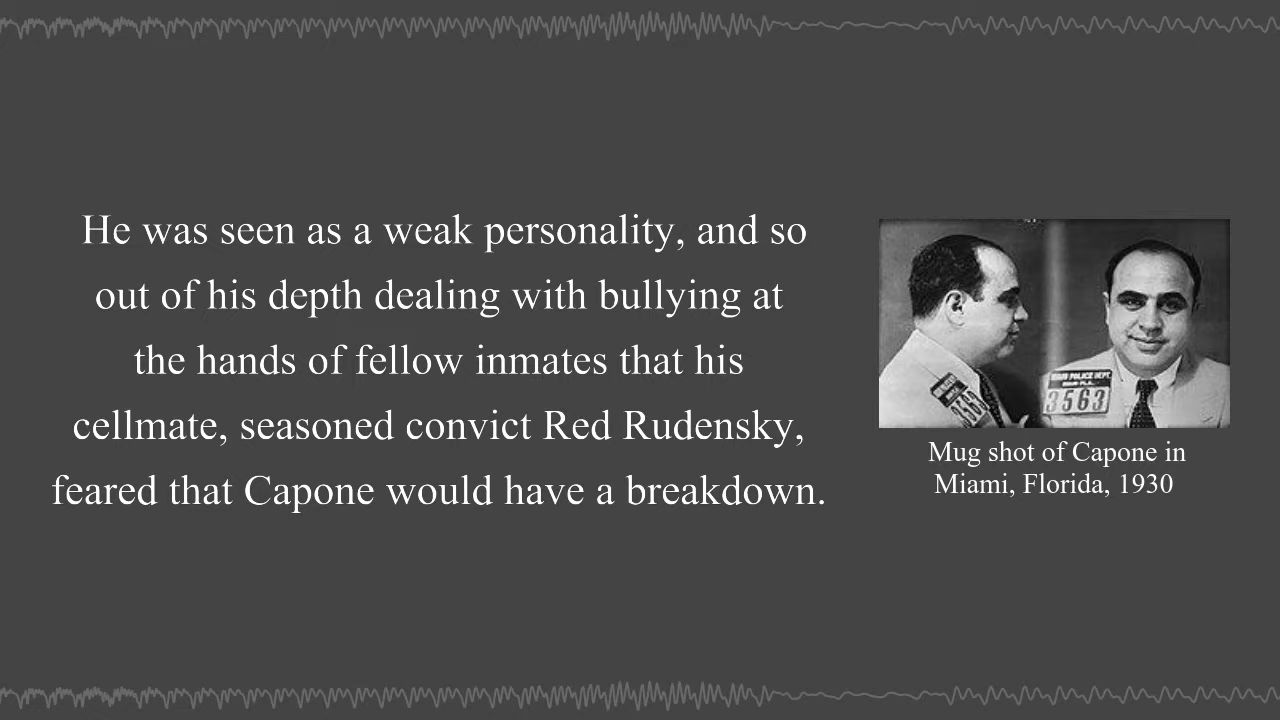 He was seen as a weak personality, and so
out of his depth dealing with bullying at
the hands of fellow inmates that his
cellmate, seasoned convict Red Rudensky,
feared that Capone would have a breakdown.
3563
Mug shot of Capone in
Miami, Florida, 1930